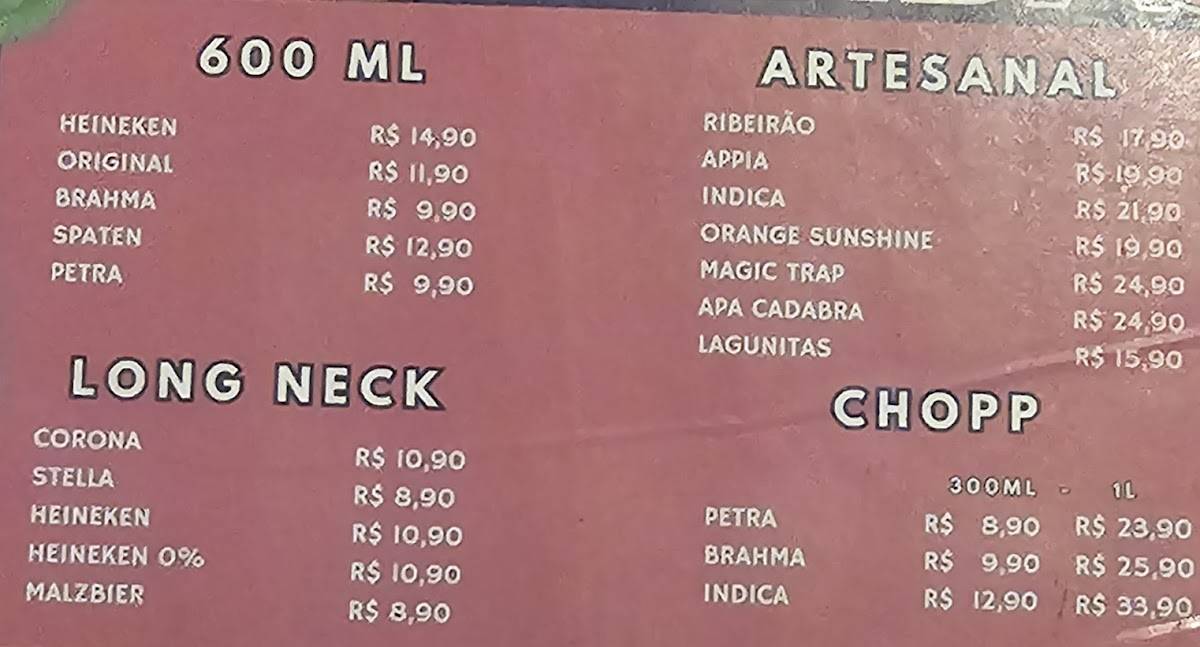 600 ML
HEINEKEN R$ 14,90
ORIGINAL R$ 11,90
BRAHMA R$ 9,90
SPATEN R$ 12,90
PETRA R$ 9,90
LONG NECK
CORONA R$ 10,90
STELLA R$ 8,90
HEINEKEN R$ 10,90
HEINEKEN 0% R$ 10,90
MALZBIER R$ 8,90
ARTESANAL
RIBEIRÃO R$ 17,90
APPIA R$ 19,90
INDICA R$ 21,90
ORANGE SUNSHINE R$ 19,90
MAGIC TRAP R$ 24,90
APA CADABRA R$ 24,90
LAGUNITAS R$ 15,90
CHOPP
300ML - 1L
PETRA R$ 8,90 R$ 23,90
BRAHMA R$ 9,90 R$ 25,90
INDICA R$ 12,90 R$ 33,90